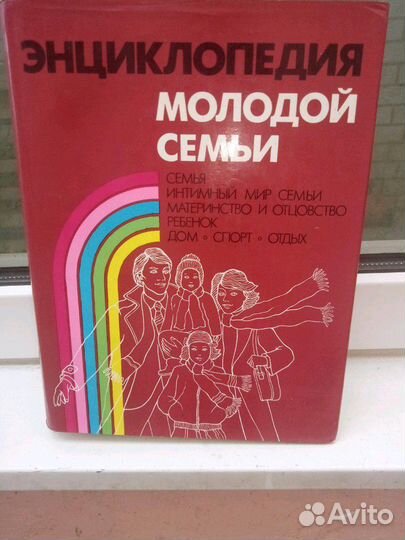 ЭНЦИКЛОПЕДИЯ
МОЛОДОЙ
СЕМЬИ
СЕМЬЯ
ИНТИМНЫЙ МИР СЕМЬИ
МАТЕРИНСТВО И ОТЦОВСТВО
РЕБЕНОК
ДОМ • СПОРТ • ОТДЫХ
Avito